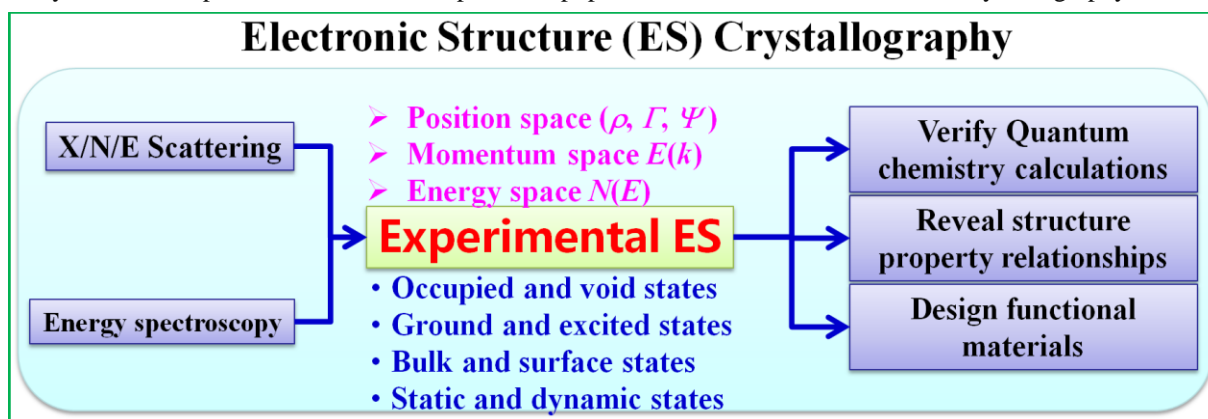 Electronic Structure (ES) Crystallography
X/N/E Scattering
Energy spectroscopy
➢ Position space (ρ, Γ, Ψ)
➢ Momentum space E(k)
➢ Energy space N(E)
Experimental ES
• Occupied and void states
• Ground and excited states
• Bulk and surface states
• Static and dynamic states
Verify Quantum
chemistry calculations
Reveal structure
property relationships
Design functional
materials